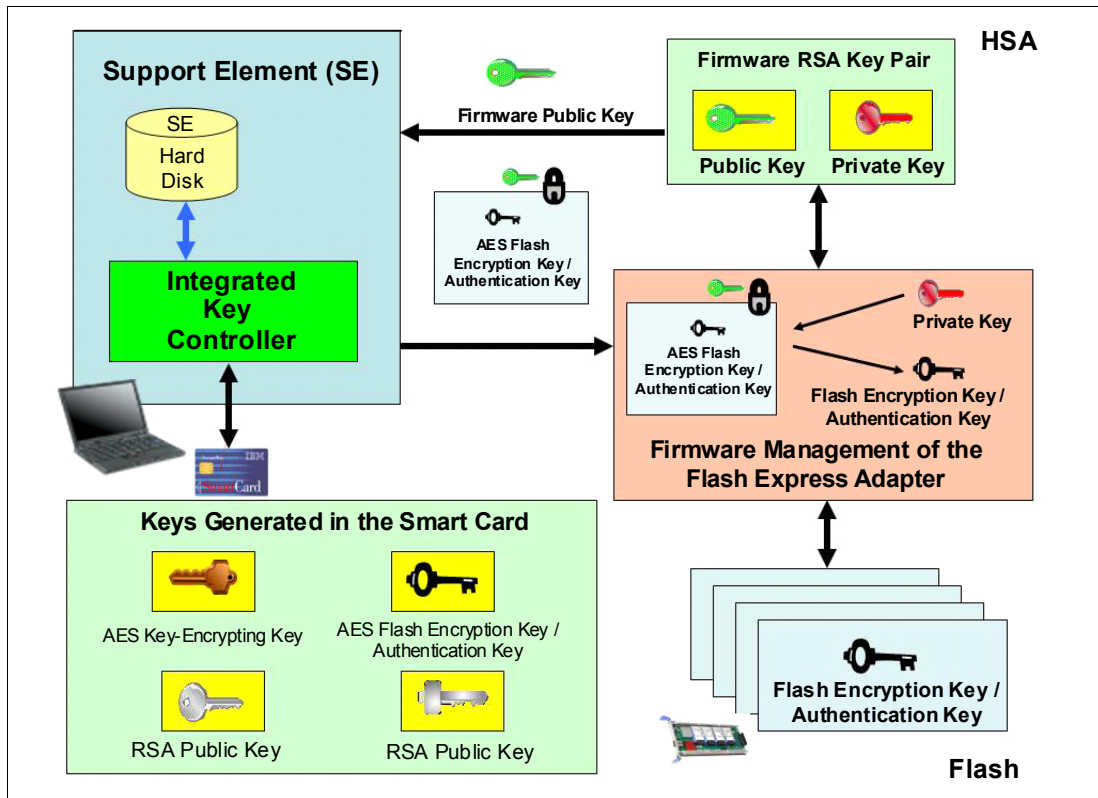 HSA
Support Element (SE)
SE
Hard
Disk
Integrated
Key
Controller
Firmware Public Key
Firmware RSA Key Pair
Public Key
Private Key
AES Flash
Encryption Key /
Authentication Key
AES Flash
Encryption Key /
Authentication Key
Private Key
Flash Encryption Key /
Authentication Key
Firmware Management of the
Flash Express Adapter
IBM
SmartCard
Keys Generated in the Smart Card
AES Key-Encrypting Key
AES Flash Encryption Key /
Authentication Key
RSA Public Key
RSA Public Key
Flash Encryption Key /
Authentication Key
Flash